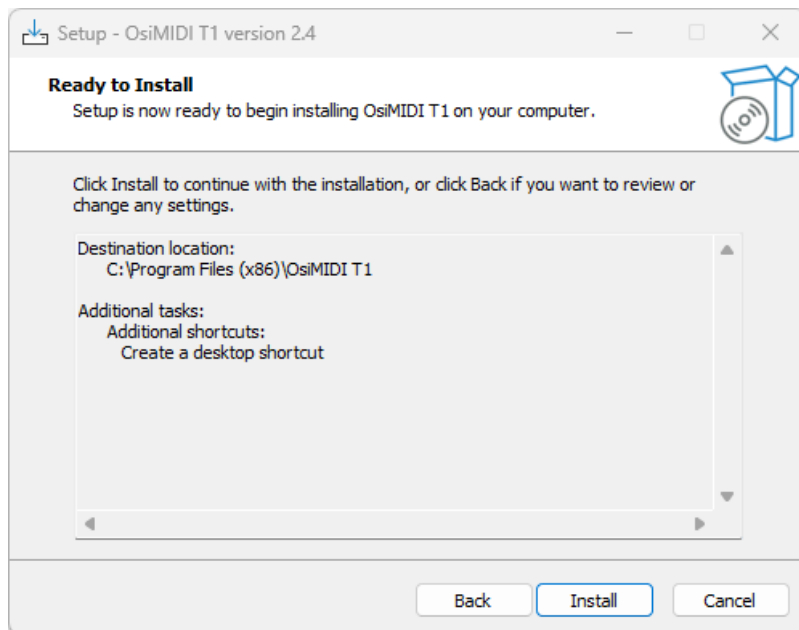 Setup - OsiMIDI T1 version 2.4
Ready to Install
Setup is now ready to begin installing OsiMIDI T1 on your computer.
Click Install to continue with the installation, or click Back if you want to review or
change any settings.
Destination location:
C:\Program Files (x86)\OsiMIDI T1
Additional tasks:
Additional shortcuts:
Create a desktop shortcut
Back
Install
Cancel